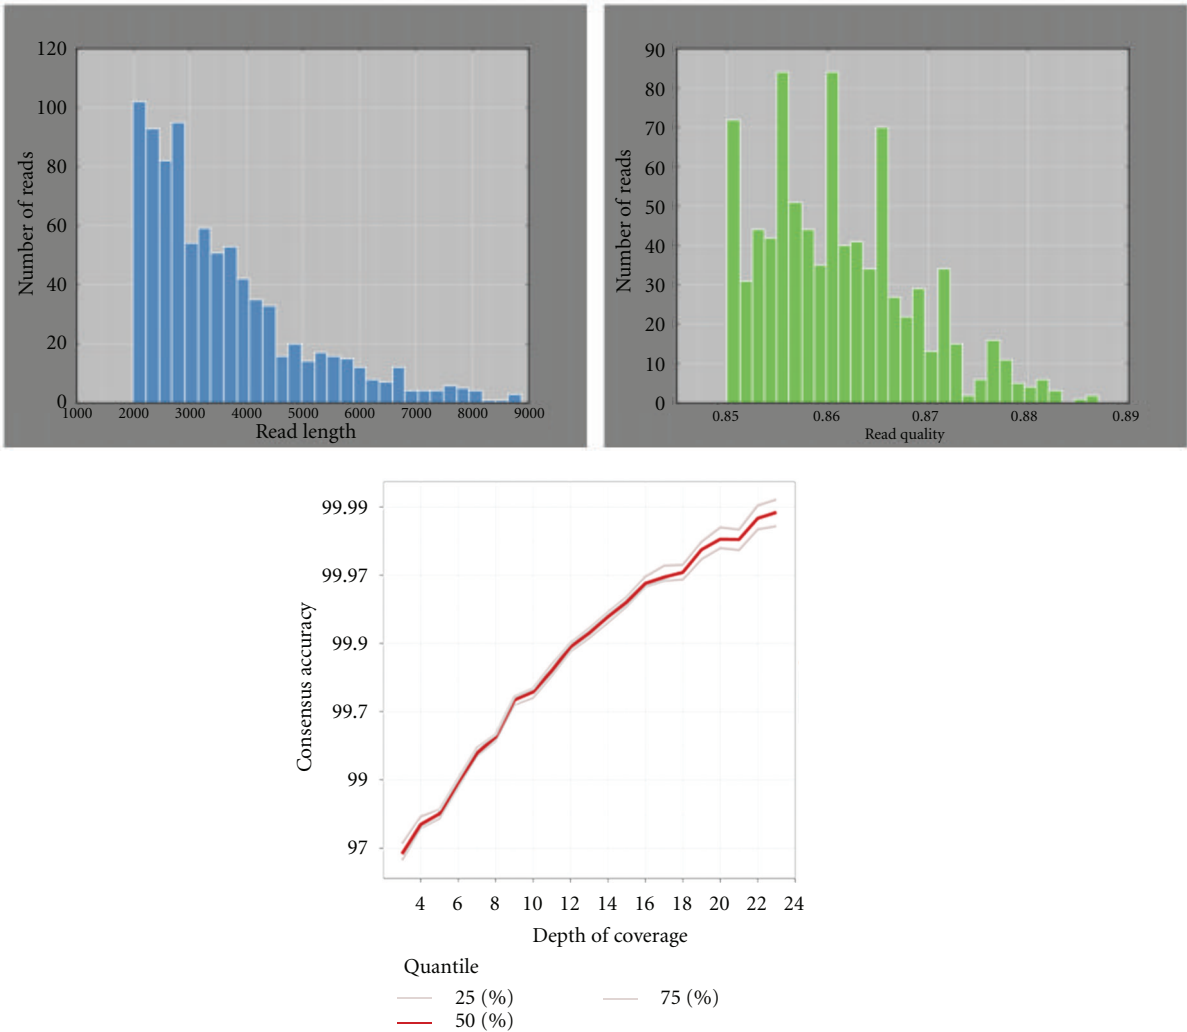 120
100
80
60
40
20
0
Number of reads
1000 2000 3000 4000 5000 6000 7000 8000 9000
Read length
90
80
70
60
50
40
30
20
10
0
Number of reads
0.85 0.86 0.87 0.88 0.89
Read quality
99.99
99.97
99.9
99.7
99
97
Consensus accuracy
4 6 8 10 12 14 16 18 20 22 24
Depth of coverage
Quantile
25 (%) 75 (%)
50 (%)